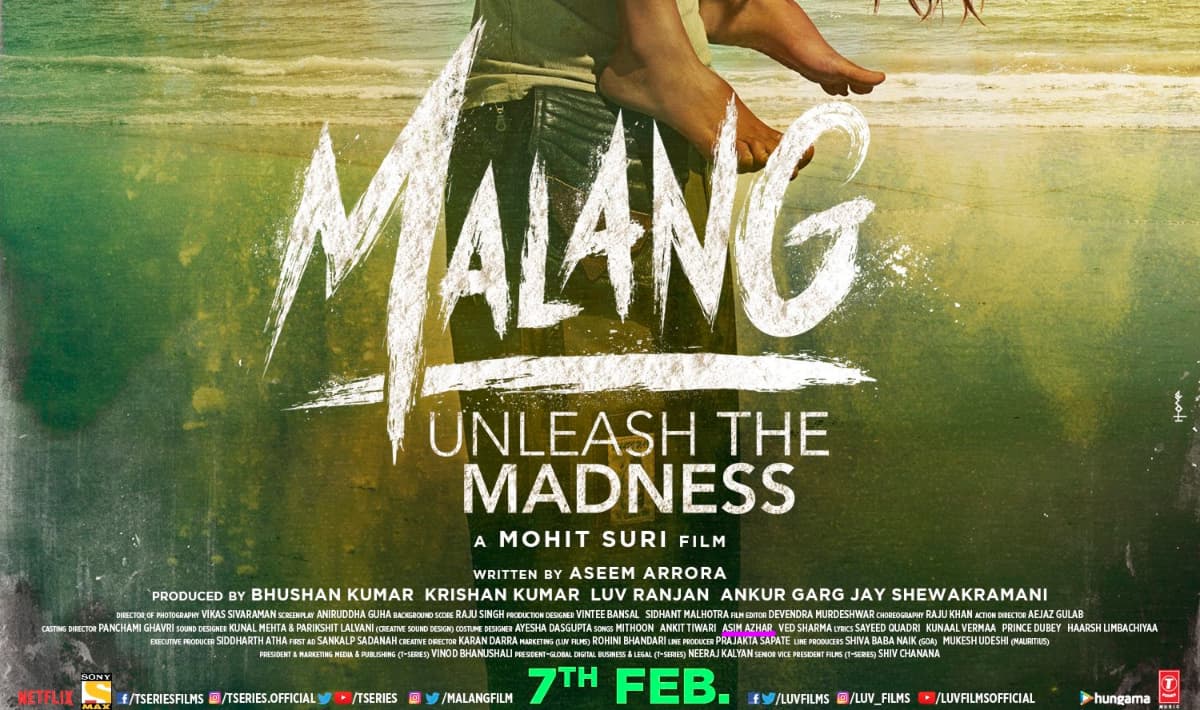 MALANG
UNLEASH THE
MADNESS
A MOHIT SURI FILM
WRITTEN BY ASEEM ARRORA
PRODUCED BY BHUSHAN KUMAR KRISHAN KUMAR LUV RANJAN ANKUR GARG JAY SHEWAKRAMANI
DIRECTOR OF PHOTOGRAPHY VIKAS SIVARAMAN SCREENPLAY ANIRUDDHA GUHA BACKGROUND SCORE RAJU SINGH PRODUCTION DESIGNED VINTEE BANSAL SIDHANT MALHOTRA FILM EDITOR DEVENDRA MURDESHWAR CHOREOGRAPHY RAJU KHAN ACTION DIRECTOR AEJAZ GULAB
CASTING DIRECTOR PANCHAMI GHAVRI SOUND DESIGNER KUNAL MEHTA & PARIKSHIT LALVANI (CREATIVE SOUND DESIGN) COSTUME DESIGNER AYESHA DASGUPTA SONGS MITHOON ANKIT TIWARI ASIM AZHAR VED SHARMA LYRICS SAYEED QUADRI KUNAAL VERMAA PRINCE DUBEY HAARSH LIMBACHIYAA
EXECUTIVE PRODUCER SIDDHARTH ATHA FIRST AD SANKALP SADANAH CREATIVE DIRECTOR KARAN DARRA MARKETING (LUV FILMS) ROHINI BHANDARI LINE PRODUCER PRAJAKTA SAPATE LINE PRODUCERS SHIVA BABA NAIK (GOA) MUKESH UDESHI (MAURITIUS)
PRESIDENT & MARKETING MEDIA & PUBLISHING (T-SERIES) VINOD BHANUSHALI PRESIDENT-GLOBAL DIGITAL BUSINESS & LEGAL (T-SERIES) NEERAJ KALYAN SENIOR VICE PRESIDENT FILMS (T-SERIES) SHIV CHANANA
7TH FEB.
NETFLIX SONY MAX /TSERIESFILMS /TSERIES.OFFICIAL /TSERIES /MALANGFILM /LUVFILMS /LUV_FILMS /LUVFILMSOFFICIAL hungama T MUSIC